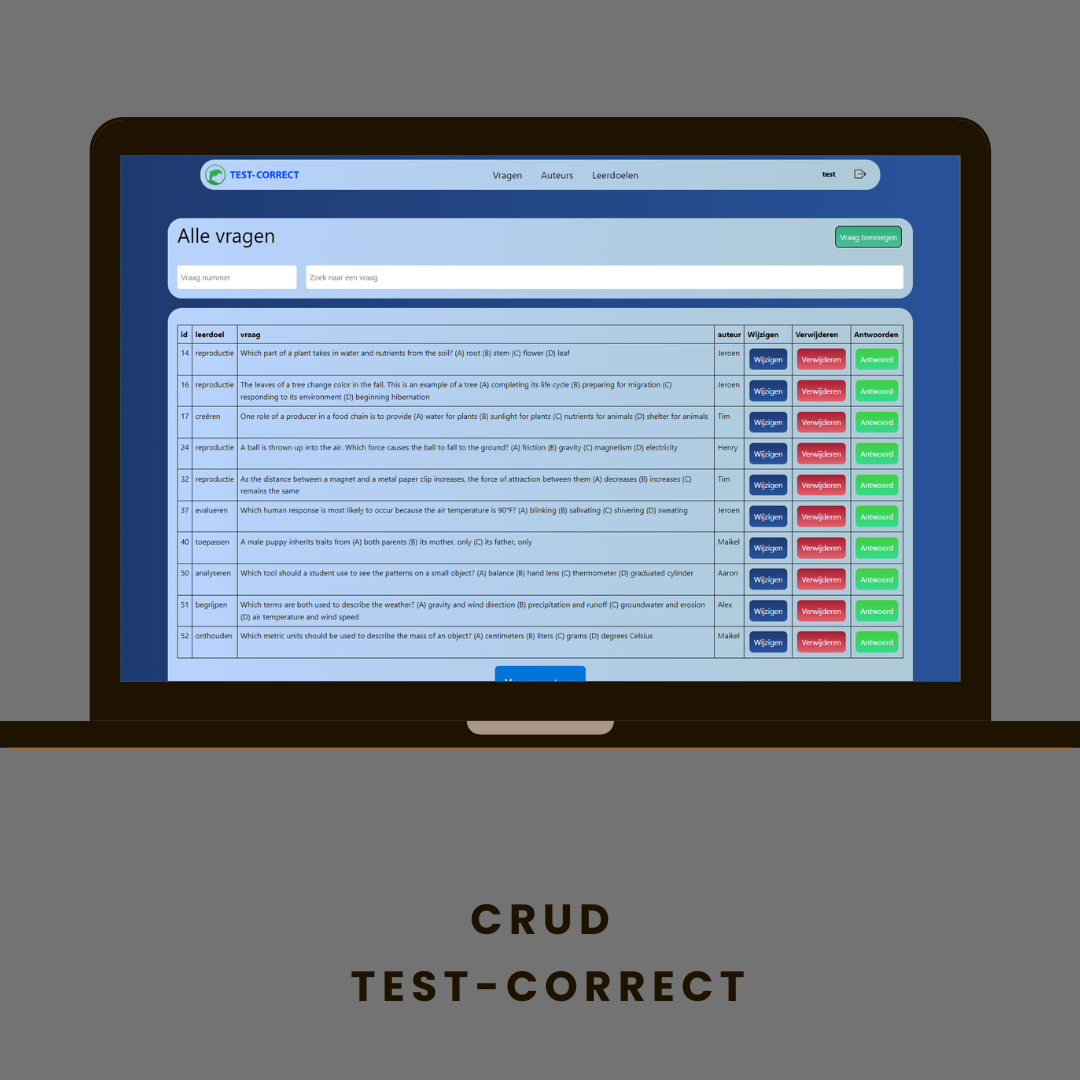 TEST-CORRECT
Vragen Auteurs Leerdoelen
test
Alle vragen
Vraag toevoegen
Vraag nummer
Zoek naar een vraag
id leerdoel vraag auteur Wijzigen Verwijderen Antwoorden
14 reproductie Which part of a plant takes in water and nutrients from the soil? (A) root (B) stem (C) flower (D) leaf Jeroen Wijzigen Verwijderen Antwoord
16 reproductie The leaves of a tree change color in the fall. This is an example of a tree (A) completing its life cycle (B) preparing for migration (C) Jeroen Wijzigen Verwijderen Antwoord
responding to its environment (D) beginning hibernation
17 creëren One role of a producer in a food chain is to provide (A) water for plants (B) sunlight for plants (C) nutrients for animals (D) shelter for animals Tim Wijzigen Verwijderen Antwoord
24 reproductie A ball is thrown up into the air. Which force causes the ball to fall to the ground? (A) friction (B) gravity (C) magnetism (D) electricity Henry Wijzigen Verwijderen Antwoord
32 reproductie As the distance between a magnet and a metal paper clip increases, the force of attraction between them (A) decreases (B) increases (C) Tim Wijzigen Verwijderen Antwoord
remains the same
37 evalueren Which human response is most likely to occur because the air temperature is 90°F? (A) blinking (B) salivating (C) shivering (D) sweating Jeroen Wijzigen Verwijderen Antwoord
40 toepassen A male puppy inherits traits from (A) both parents (B) its mother, only (C) its father, only Maikel Wijzigen Verwijderen Antwoord
50 analyseren Which tool should a student use to see the patterns on a small object? (A) balance (B) hand lens (C) thermometer (D) graduated cylinder Aaron Wijzigen Verwijderen Antwoord
51 begrijpen Which terms are both used to describe the weather? (A) gravity and wind direction (B) precipitation and runoff (C) groundwater and erosion Alex Wijzigen Verwijderen Antwoord
(D) air temperature and wind speed
52 onthouden Which metric units should be used to describe the mass of an object? (A) centimeters (B) liters (C) grams (D) degrees Celsius Maikel Wijzigen Verwijderen Antwoord
CRUD
TEST-CORRECT